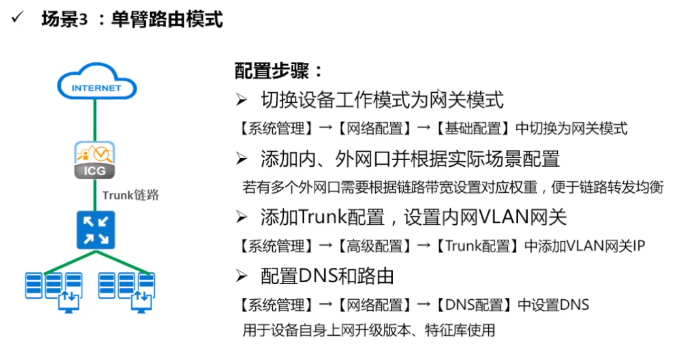 ✓ 场景3 ：单臂路由模式
INTERNET
ICG
Trunk链路
配置步骤：
➢ 切换设备工作模式为网关模式
【系统管理】→【网络配置】→【基础配置】中切换为网关模式
➢ 添加内、外网口并根据实际场景配置
若有多个外网口需要根据链路带宽设置对应权重，便于链路转发均衡
➢ 添加Trunk配置，设置内网VLAN网关
【系统管理】→【高级配置】→【Trunk配置】中添加VLAN网关IP
➢ 配置DNS和路由
【系统管理】→【网络配置】→【DNS配置】中设置DNS
用于设备自身上网升级版本、特征库使用